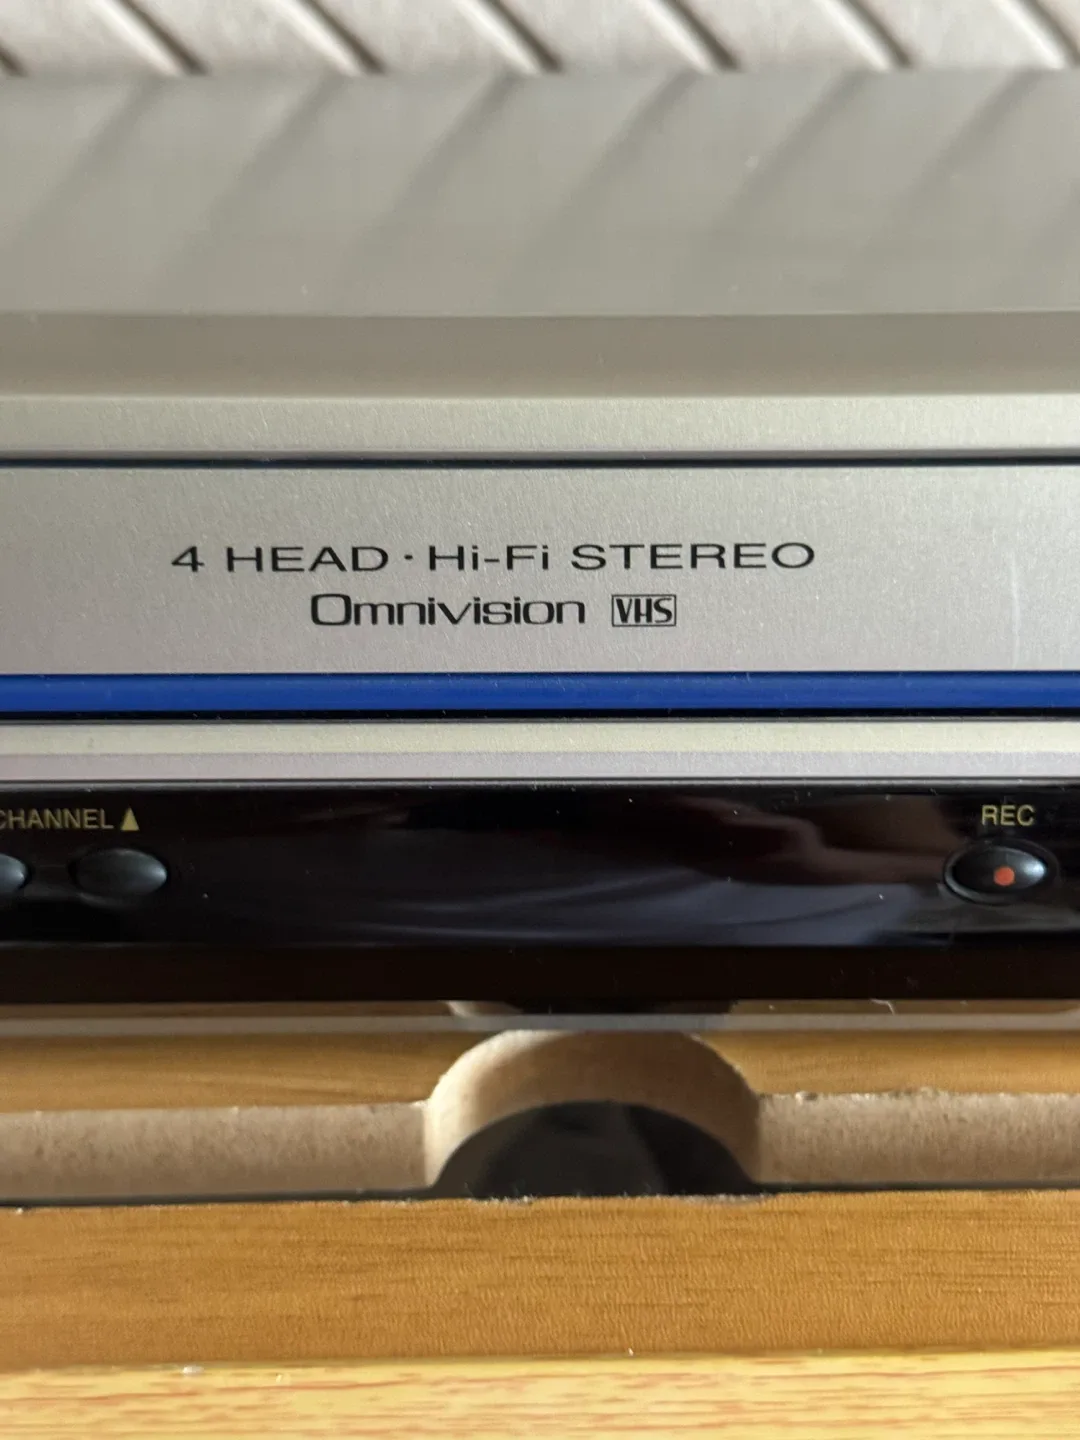 4 HEAD · Hi-Fi STEREO
Omnivision VHS
CHANNEL ▲
REC